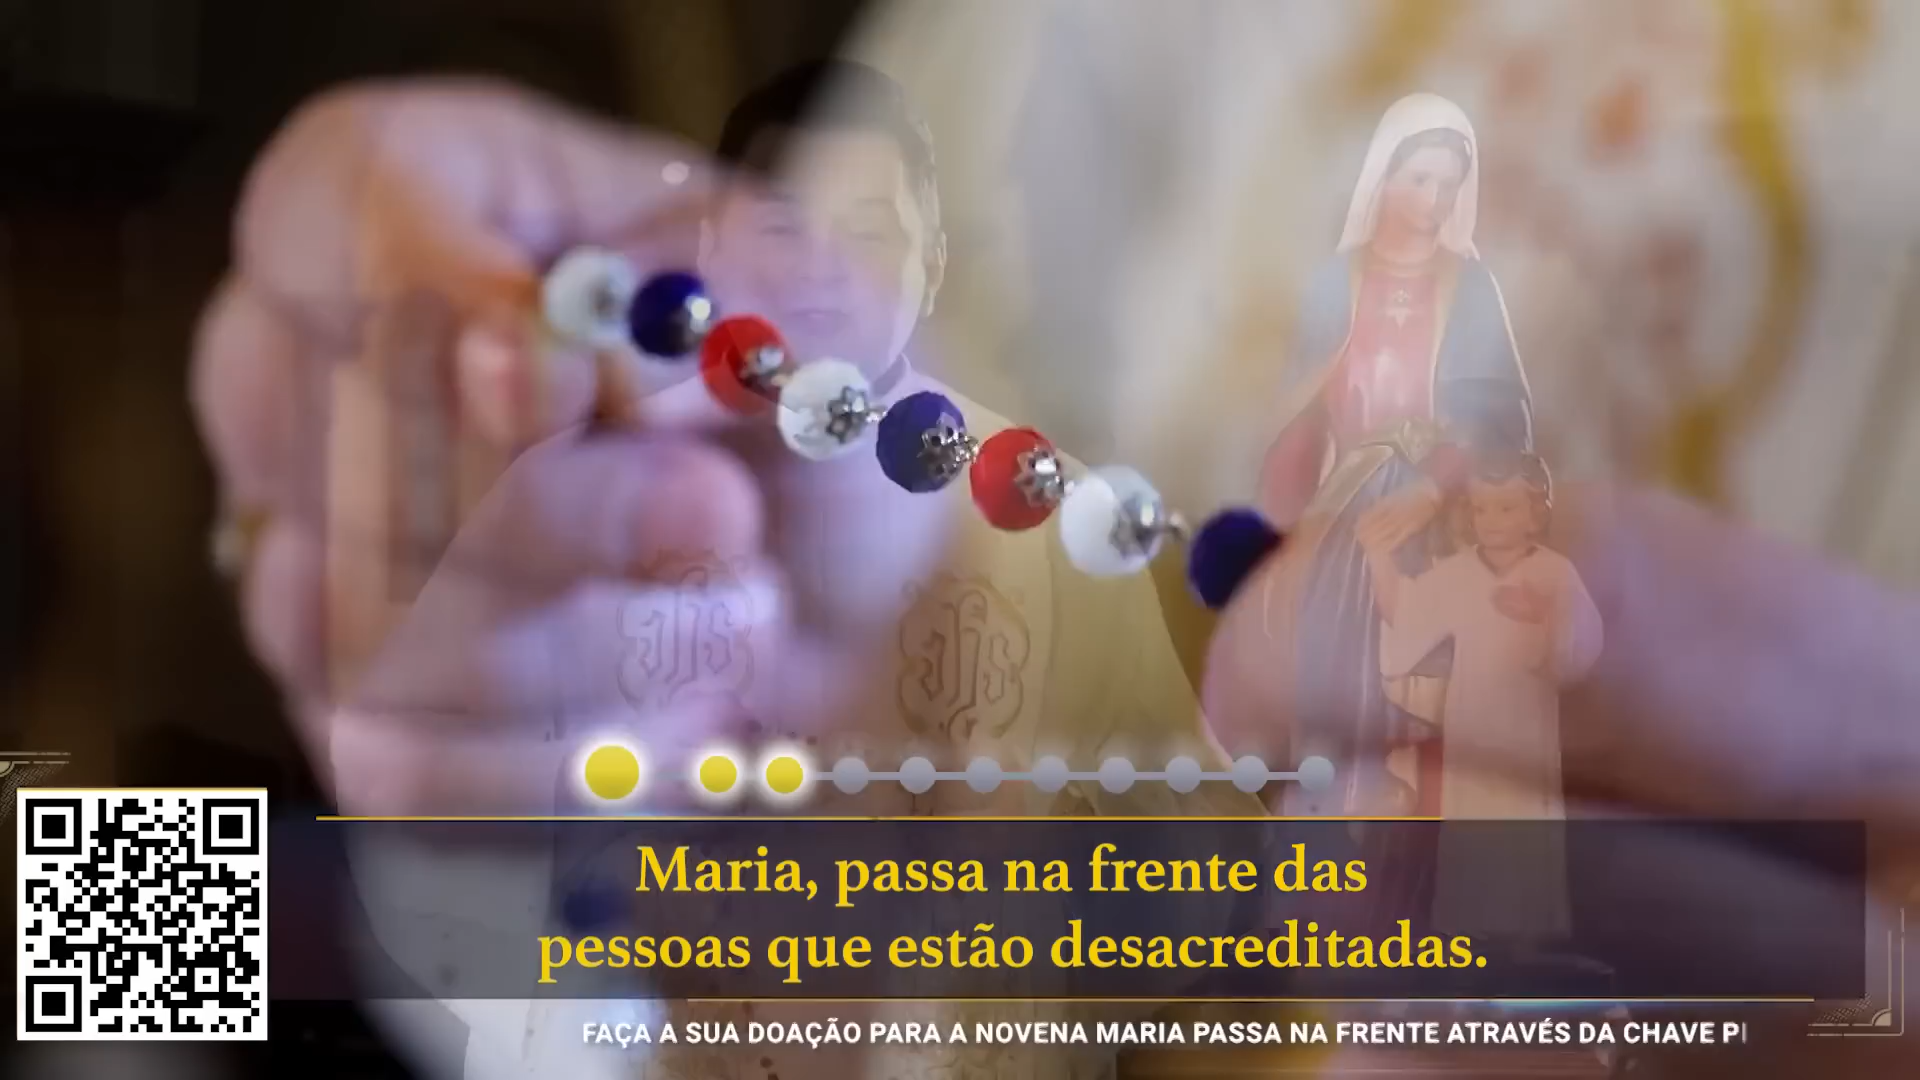 Maria, passa na frente das
pessoas que estão desacreditadas.
FAÇA A SUA DOAÇÃO PARA A NOVENA MARIA PASSA NA FRENTE ATRAVÉS DA CHAVE